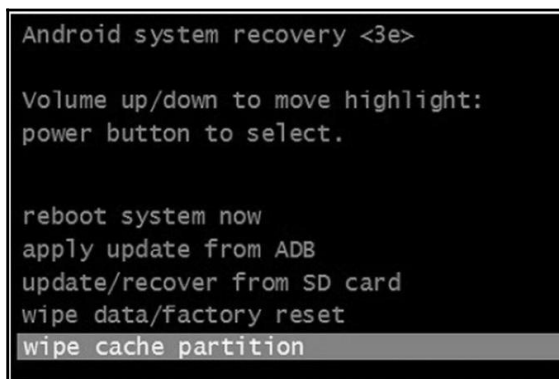 Android system recovery <3e>
Volume up/down to move highlight:
power button to select.
reboot system now
apply update from ADB
update/recover from SD card
wipe data/factory reset
wipe cache partition